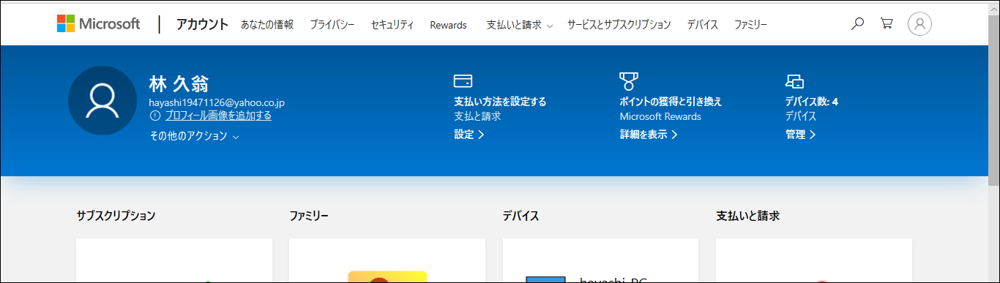 Microsoft
アカウント
あなたの情報
プライバシー
セキュリティ
Rewards
支払いと請求
サービスとサブスクリプション
デバイス
ファミリー
林 久翁
hayashi19471126@yahoo.co.jp
プロフィール画像を追加する
その他のアクション
支払い方法を設定する
支払と請求
設定
ポイントの獲得と引き換え
Microsoft Rewards
詳細を表示
デバイス数: 4
デバイス
管理
サブスクリプション
ファミリー
デバイス
支払いと請求
hayashi-PC